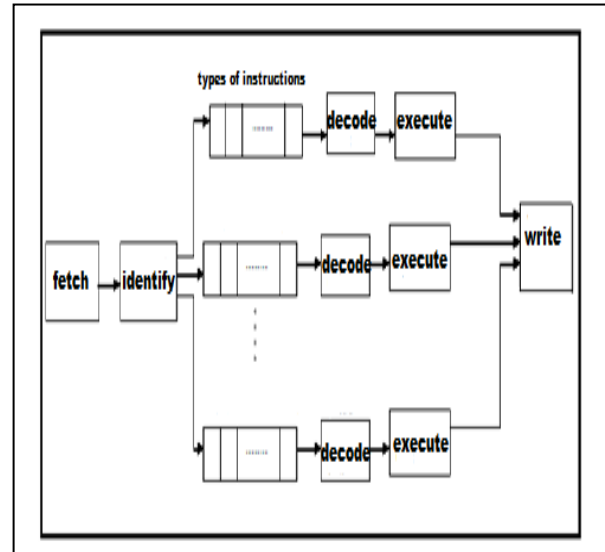 types of instructions
decode
execute
fetch
identify
decode
execute
write
decode
execute